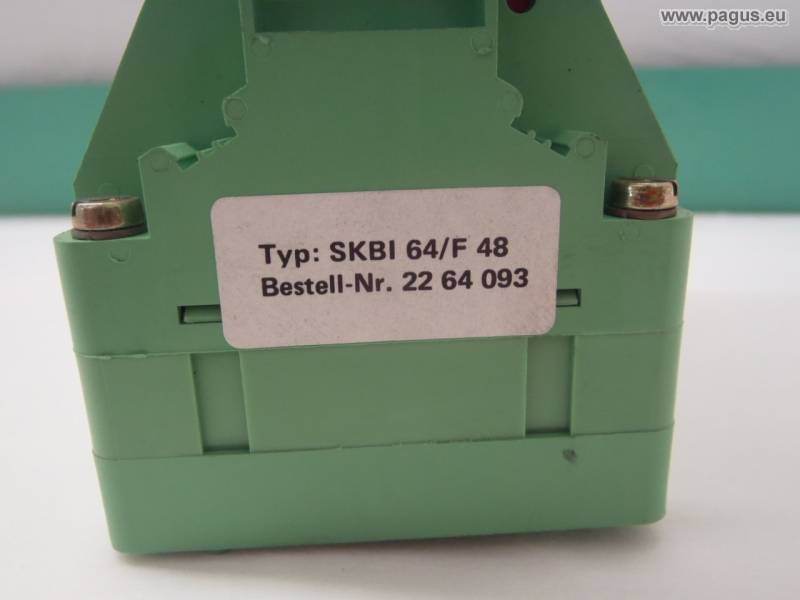 www.pagus.eu
Typ: SKBI 64/F 48
Bestell-Nr. 22 64 093